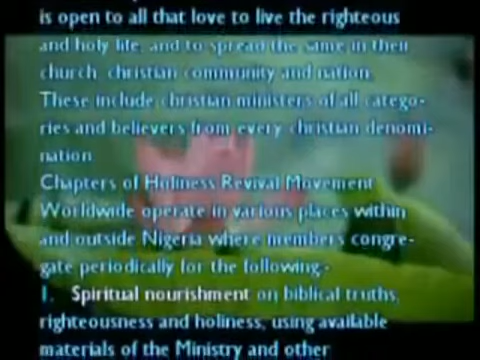 is open to all that love to live the righteous
and holy life, and to spread the same in their
church, christian community and nation.
These include christian ministers of all catego-
ries and believers from every christian denomi-
nation
Chapters of Holiness Revival Movement
Worldwide operate in various places within
and outside Nigeria where members congre-
gate periodically for the following:-
1. Spiritual nourishment on biblical truths,
righteousness and holiness, using available
materials of the Ministry and other